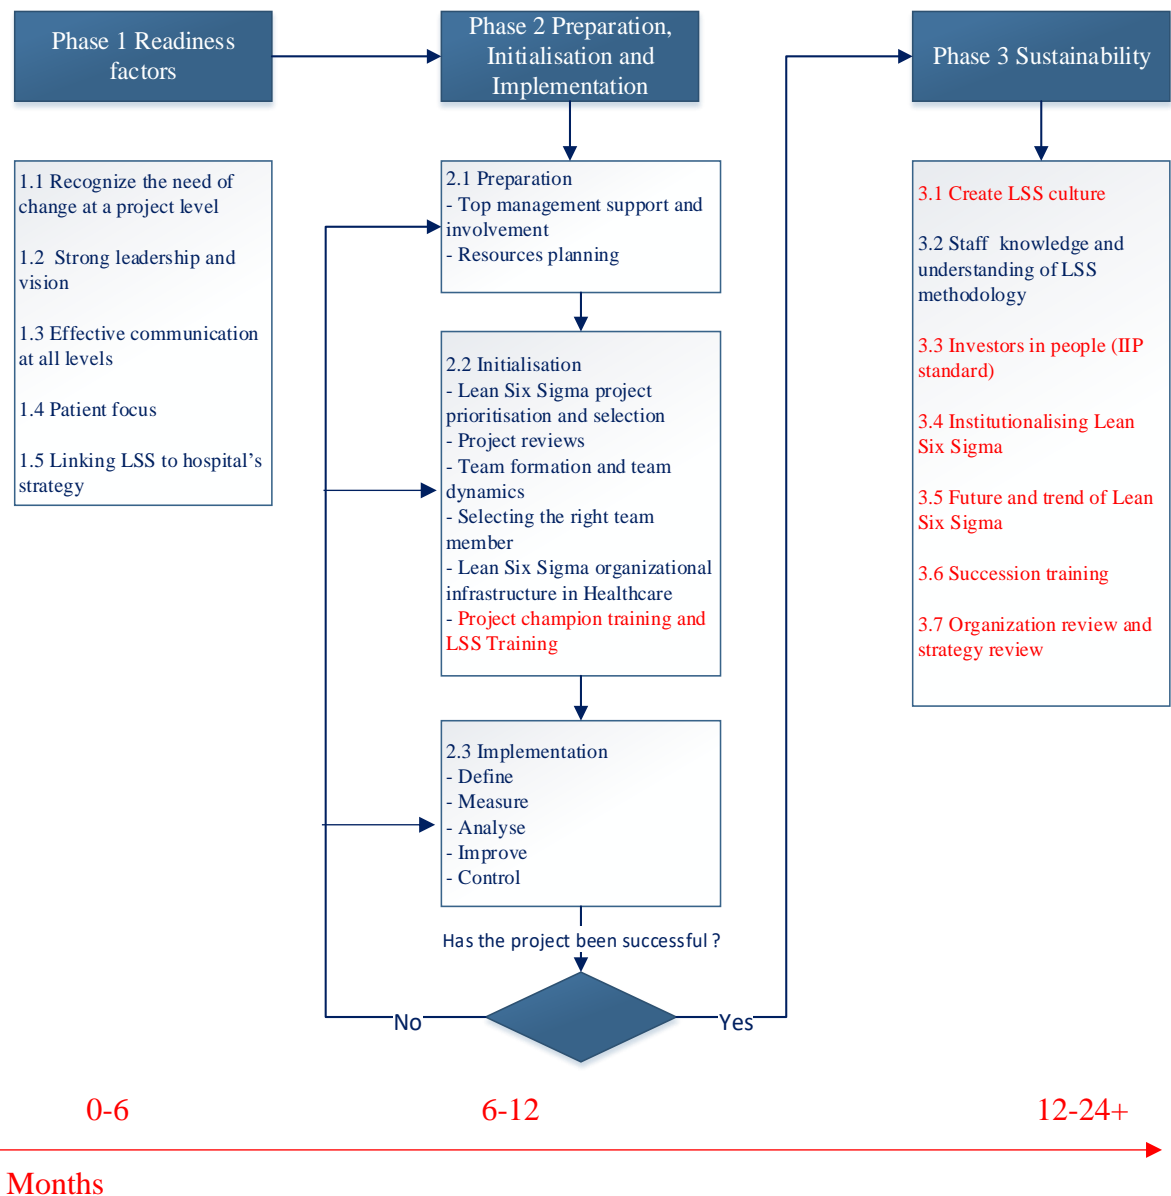 Phase 1 Readiness
factors
Phase 2 Preparation,
Initialisation and
Implementation
Phase 3 Sustainability
1.1 Recognize the need of
change at a project level
1.2 Strong leadership and
vision
1.3 Effective communication
at all levels
1.4 Patient focus
1.5 Linking LSS to hospital's
strategy
2.1 Preparation
- Top management support and
involvement
- Resources planning
2.2 Initialisation
- Lean Six Sigma project
prioritisation and selection
- Project reviews
- Team formation and team
dynamics
- Selecting the right team
member
- Lean Six Sigma organizational
infrastructure in Healthcare
- Project champion training and
LSS Training
2.3 Implementation
- Define
- Measure
- Analyse
- Improve
- Control
Has the project been successful ?
No
Yes
3.1 Create LSS culture
3.2 Staff knowledge and
understanding of LSS
methodology
3.3 Investors in people (IIP
standard)
3.4 Institutionalising Lean
Six Sigma
3.5 Future and trend of Lean
Six Sigma
3.6 Succession training
3.7 Organization review and
strategy review
0-6
6-12
12-24+
Months